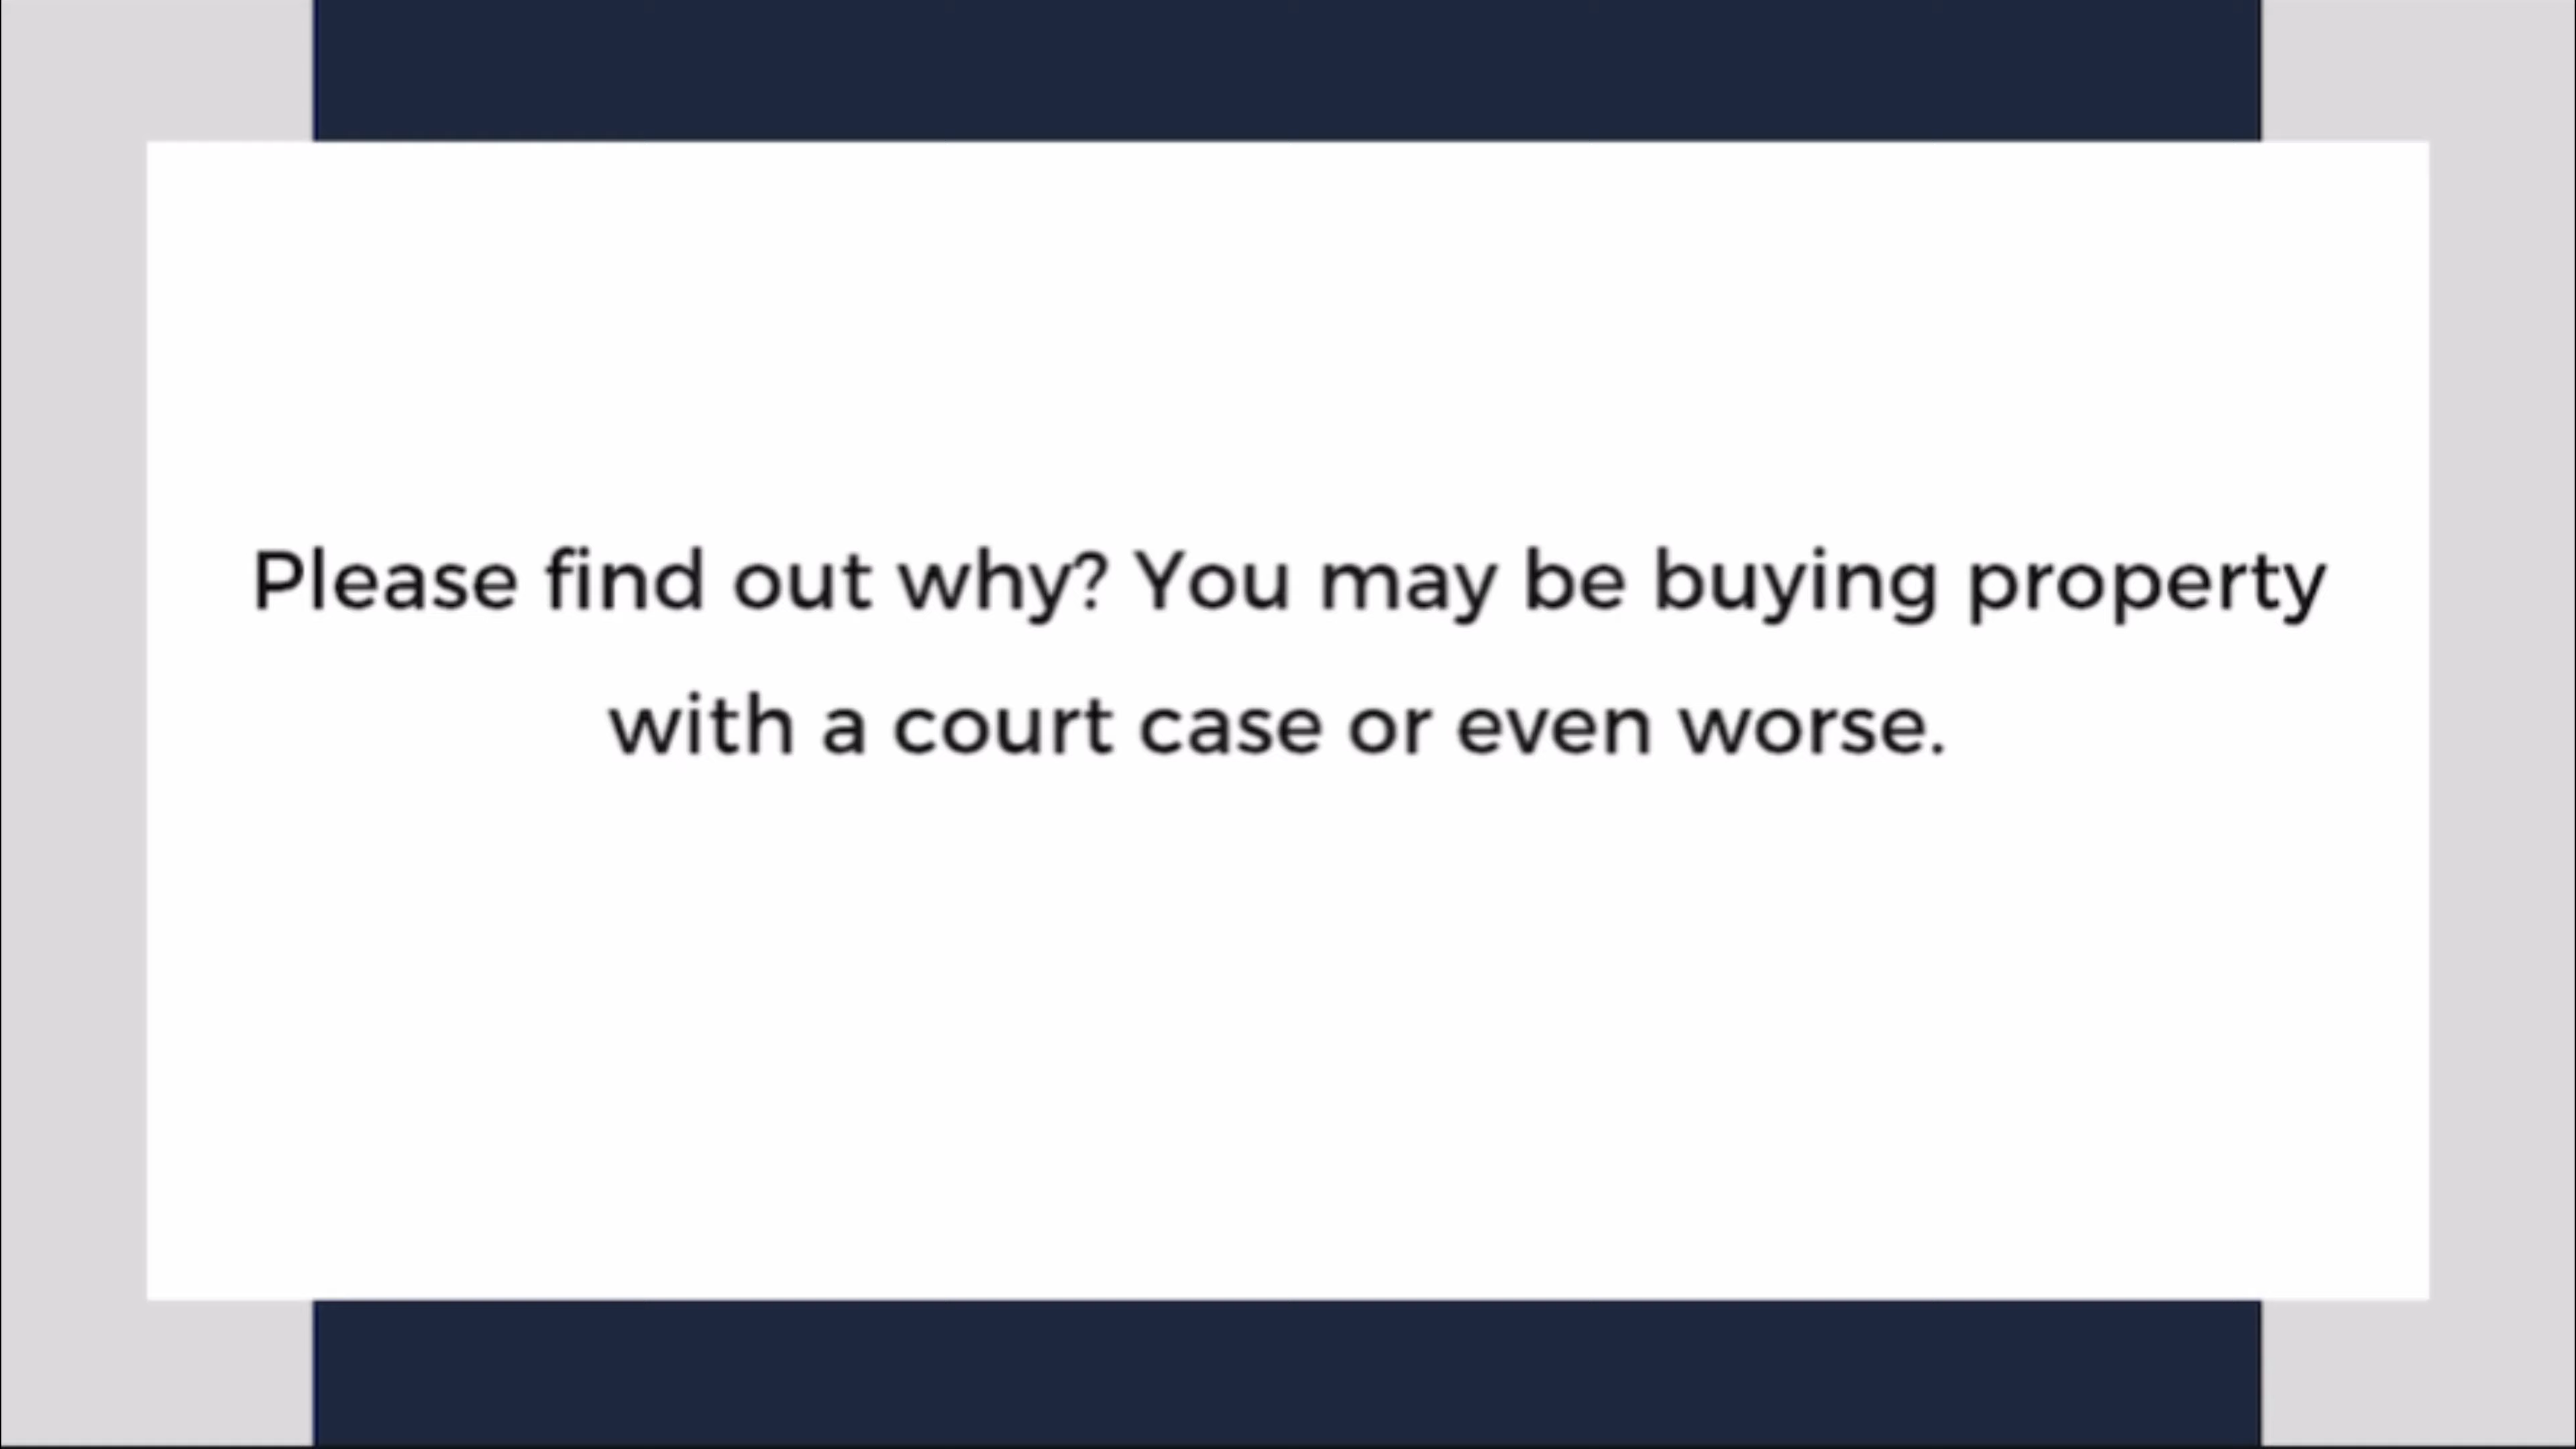 Please find out why? You may be buying property
with a court case or even worse.